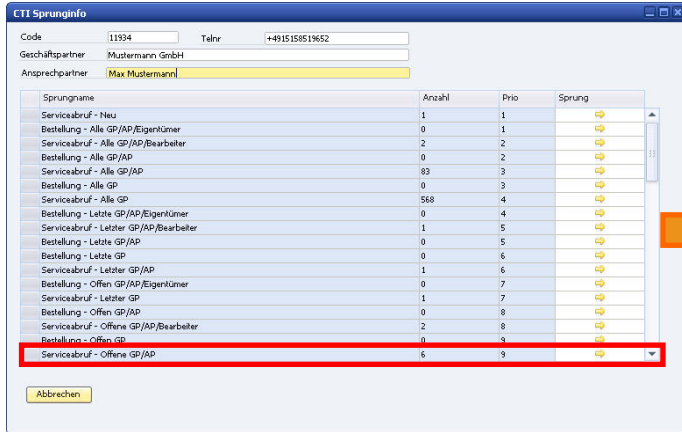 CTI Sprunginfo
Code 11934 Telnr +4915158519652
Geschäftspartner Mustermann GmbH
Ansprechpartner Max Mustermann
Sprungname Anzahl Prio Sprung
Serviceabruf - Neu 1 1
Bestellung - Alle GP/AP/Eigentümer 0 1
Serviceabruf - Alle GP/AP/Bearbeiter 2 2
Bestellung - Alle GP/AP 0 2
Serviceabruf - Alle GP/AP 83 3
Bestellung - Alle GP 0 3
Serviceabruf - Alle GP 568 4
Bestellung - Letzte GP/AP/Eigentümer 0 4
Serviceabruf - Letzter GP/AP/Bearbeiter 1 5
Bestellung - Letzte GP/AP 0 5
Bestellung - Letzte GP 0 6
Serviceabruf - Letzter GP/AP 1 6
Bestellung - Offen GP/AP/Eigentümer 0 7
Serviceabruf - Letzter GP 1 7
Bestellung - Offen GP/AP 0 8
Serviceabruf - Offene GP/AP/Bearbeiter 2 8
Bestellung - Offen GP 0 9
Serviceabruf - Offene GP/AP 6 9
Abbrechen